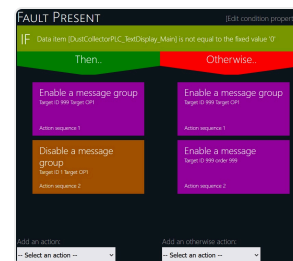 FAULT PRESENT
[Edit condition propert
IF Data item [DustCollectorPLC_TextDisplay_Main] is not equal to the fixed value '0'
Then..
Otherwise..
Enable a message group
Target ID 999 Target OP1
Action sequence 1
Enable a message group
Target ID 999 Target OP1
Action sequence 1
Disable a message
group
Target ID 1 Target OP1
Action sequence 2
Enable a message
Target ID 999 order 999
Action sequence 2
Add an action:
Add an otherwise action:
-- Select an action --
-- Select an action --